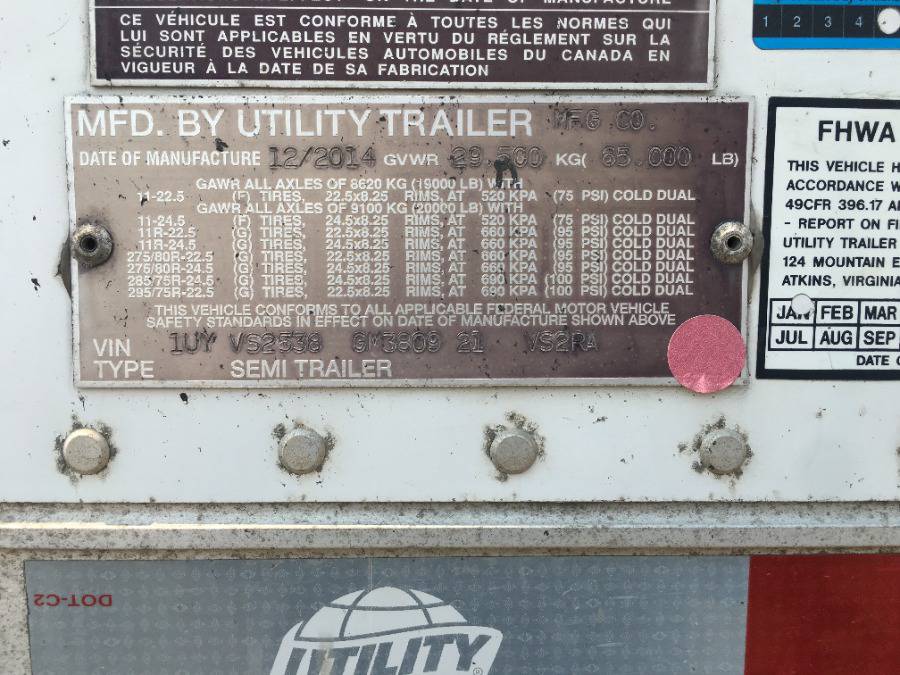 CE VÉHICULE EST CONFORME À TOUTES LES NORMES QUI
LUI SONT APPLICABLES EN VERTU DU RÉGLEMENT SUR LA
SÉCURITÉ DES VEHICULES AUTOMOBILES DU CANADA EN
VIGUEUR À LA DATE DE SA FABRICATION
1 2 3 4
MFD. BY UTILITY TRAILER MFG CO.
DATE OF MANUFACTURE 12/2014 GVWR 29.500 KG( 65.000 LB)
GAWR ALL AXLES OF 8620 KG (19000 LB) WITH
11-22.5 (F) TIRES, 22.5x8.25 RIMS, AT 520 KPA (75 PSI) COLD DUAL
GAWR ALL AXLES OF 9100 KG (20000 LB) WITH
11-24.5 (F) TIRES, 24.5x8.25 RIMS, AT 520 KPA (75 PSI) COLD DUAL
11R-22.5 (G) TIRES, 22.5x8.25 RIMS, AT 660 KPA (95 PSI) COLD DUAL
11R-24.5 (G) TIRES, 24.5x8.25 RIMS, AT 660 KPA (95 PSI) COLD DUAL
275/80R-22.5 (G) TIRES, 22.5x8.25 RIMS, AT 660 KPA (95 PSI) COLD DUAL
275/80R-24.5 (G) TIRES, 24.5x8.25 RIMS, AT 660 KPA (95 PSI) COLD DUAL
285/75R-24.5 (G) TIRES, 24.5x8.25 RIMS, AT 690 KPA (100 PSI) COLD DUAL
295/75R-22.5 (G) TIRES, 22.5x8.25 RIMS, AT 690 KPA (100 PSI) COLD DUAL
THIS VEHICLE CONFORMS TO ALL APPLICABLE FEDERAL MOTOR VEHICLE
SAFETY STANDARDS IN EFFECT ON DATE OF MANUFACTURE SHOWN ABOVE
VIN 1UY VS2538 GM3809 21 VS2RA
TYPE SEMI TRAILER
FHWA
THIS VEHICLE H
ACCORDANCE W
49CFR 396.17 A
- REPORT ON FI
UTILITY TRAILER
124 MOUNTAIN E
ATKINS, VIRGINIA
JAN FEB MAR
JUL AUG SEP
DATE O
DOT-C2
UTILITY